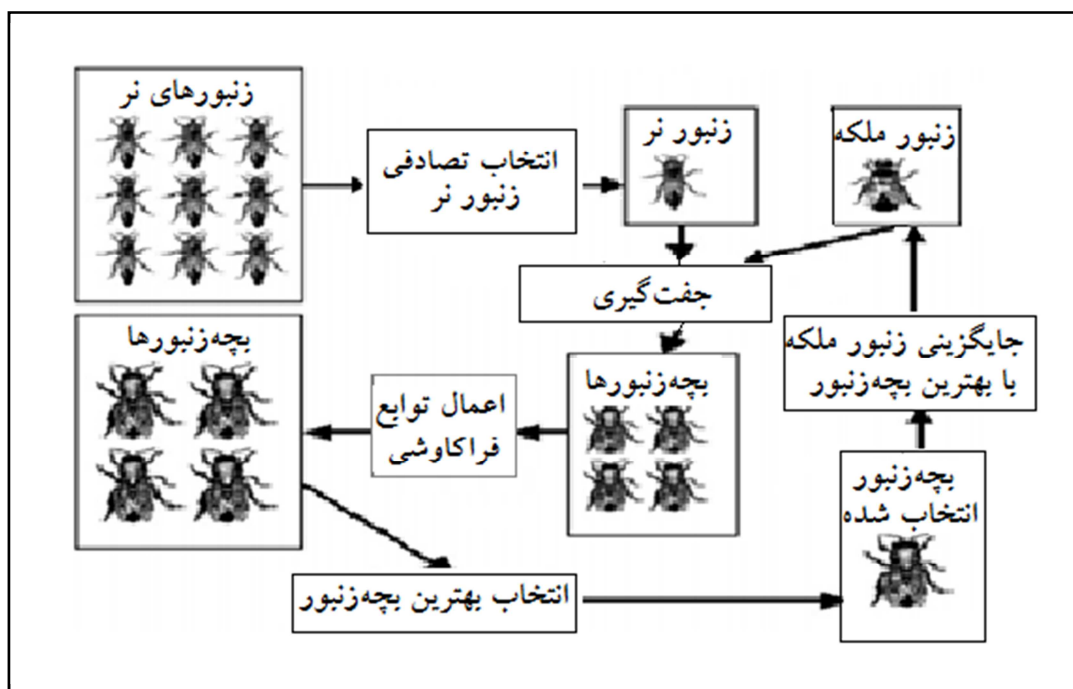 زنبورهای نر
انتخاب تصادفی
زنبور نر
زنبور نر
زنبور ملکه
جفت‌گیری
بچه‌زنبورها
اعمال توابع
فراکاوشی
بچه‌زنبورها
انتخاب بهترین بچه‌زنبور
بچه‌زنبور
انتخاب شده
جایگزینی زنبور ملکه
با بهترین بچه‌زنبور